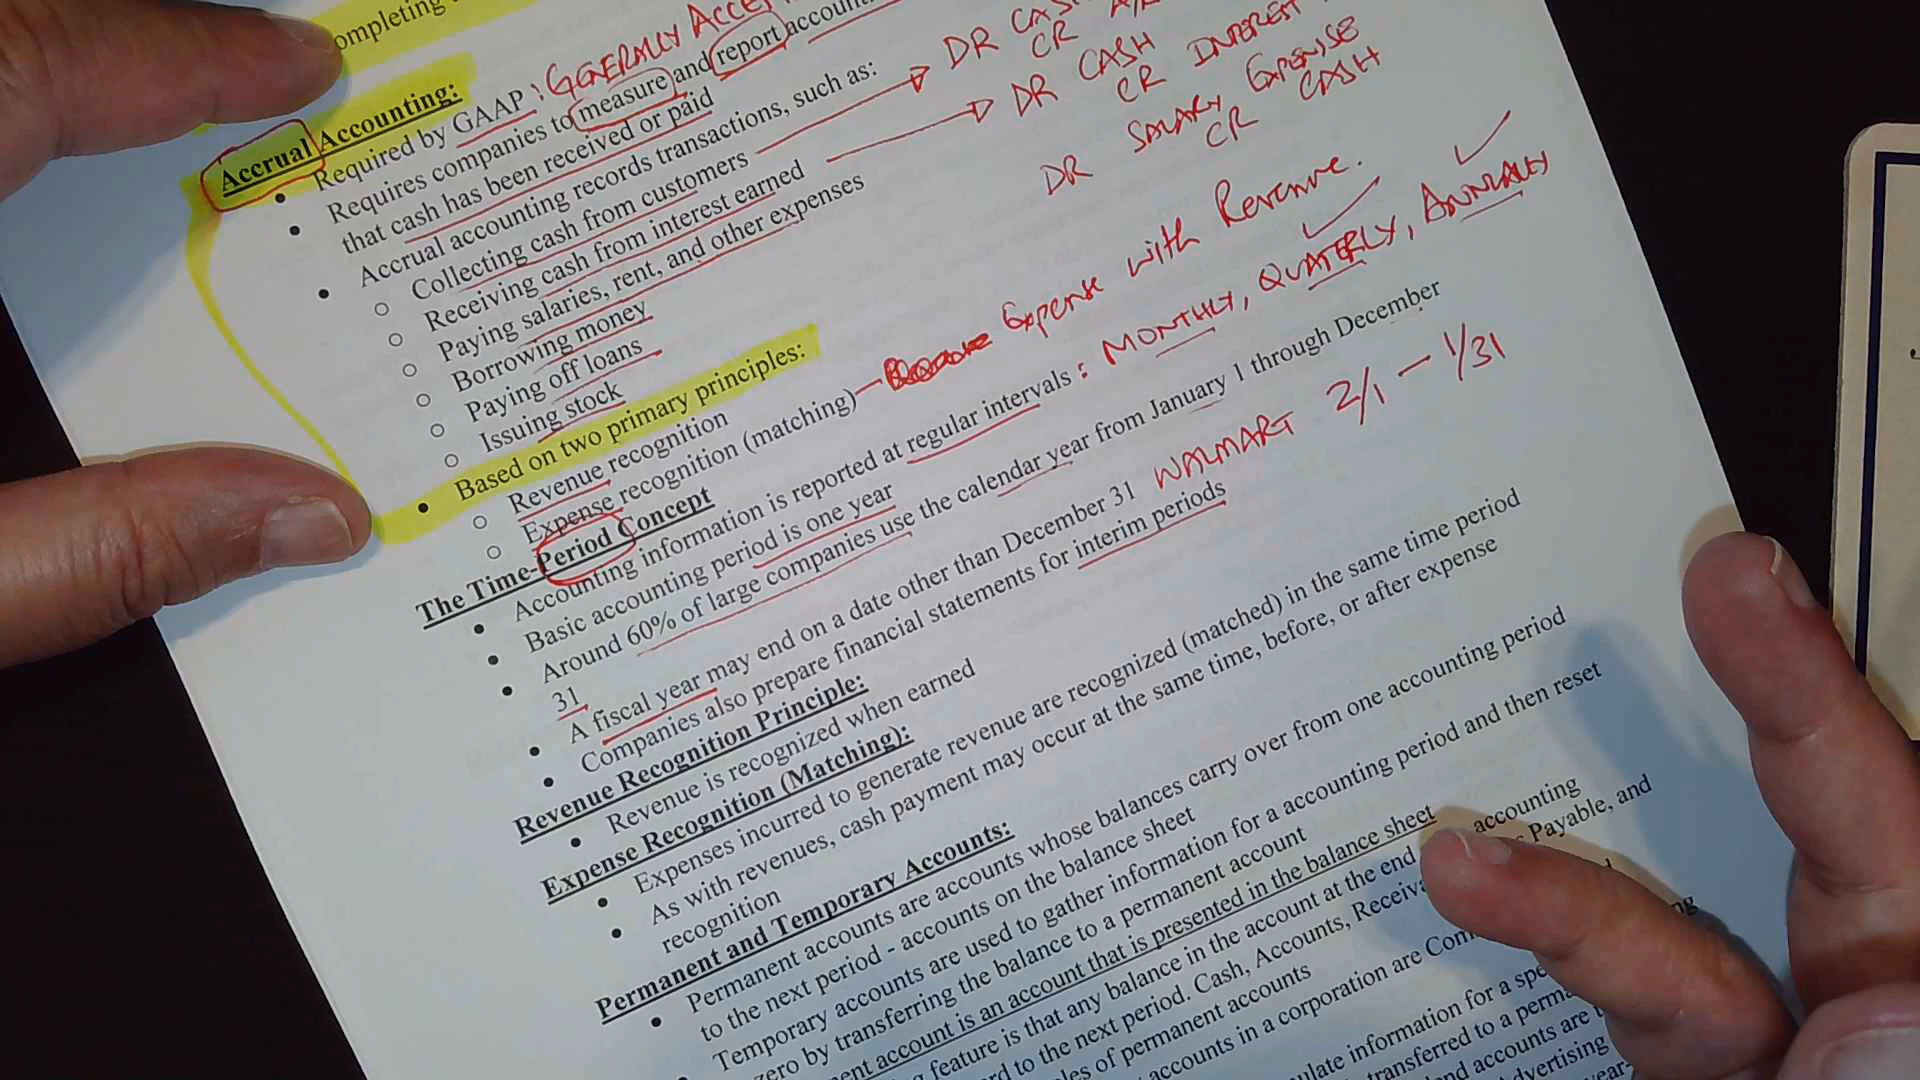 ompleting
Accrual Accounting:
Required by GAAP : GENERALLY
Requires companies to measure and report
that cash has been received or paid
Accrual accounting records transactions, such as:
Collecting cash from customers
DR CASH
CR A/R
Receiving cash from interest earned
DR CASH
CR INTEREST
Paying salaries, rent, and other expenses
DR SALARY EXPENSE
CR CASH
Borrowing money
Paying off loans
Issuing stock
Based on two primary principles:
Revenue recognition
Expense recognition (matching) Expense with Revenue.
The Time-Period Concept
Accounting information is reported at regular intervals : MONTHLY, QUATERLY, ANNUALLY
Basic accounting period is one year
Around 60% of large companies use the calendar year from January 1 through December
31
A fiscal year may end on a date other than December 31 WALMART 2/1 - 1/31
Companies also prepare financial statements for interim periods
Revenue Recognition Principle:
Revenue is recognized when earned
Expense Recognition (Matching):
Expenses incurred to generate revenue are recognized (matched) in the same time period
As with revenues, cash payment may occur at the same time, before, or after expense
recognition
Permanent and Temporary Accounts:
Permanent accounts are accounts whose balances carry over from one accounting period
to the next period - accounts on the balance sheet
Temporary accounts are used to gather information for a accounting period and then reset
zero by transferring the balance to a permanent account
account is an account that is presented in the balance sheet
feature is that any balance in the account at the end accounting
to the next period. Cash, Accounts, Payable, and
of permanent accounts
accounts in a corporation are
information for a
transferred to a
and accounts are